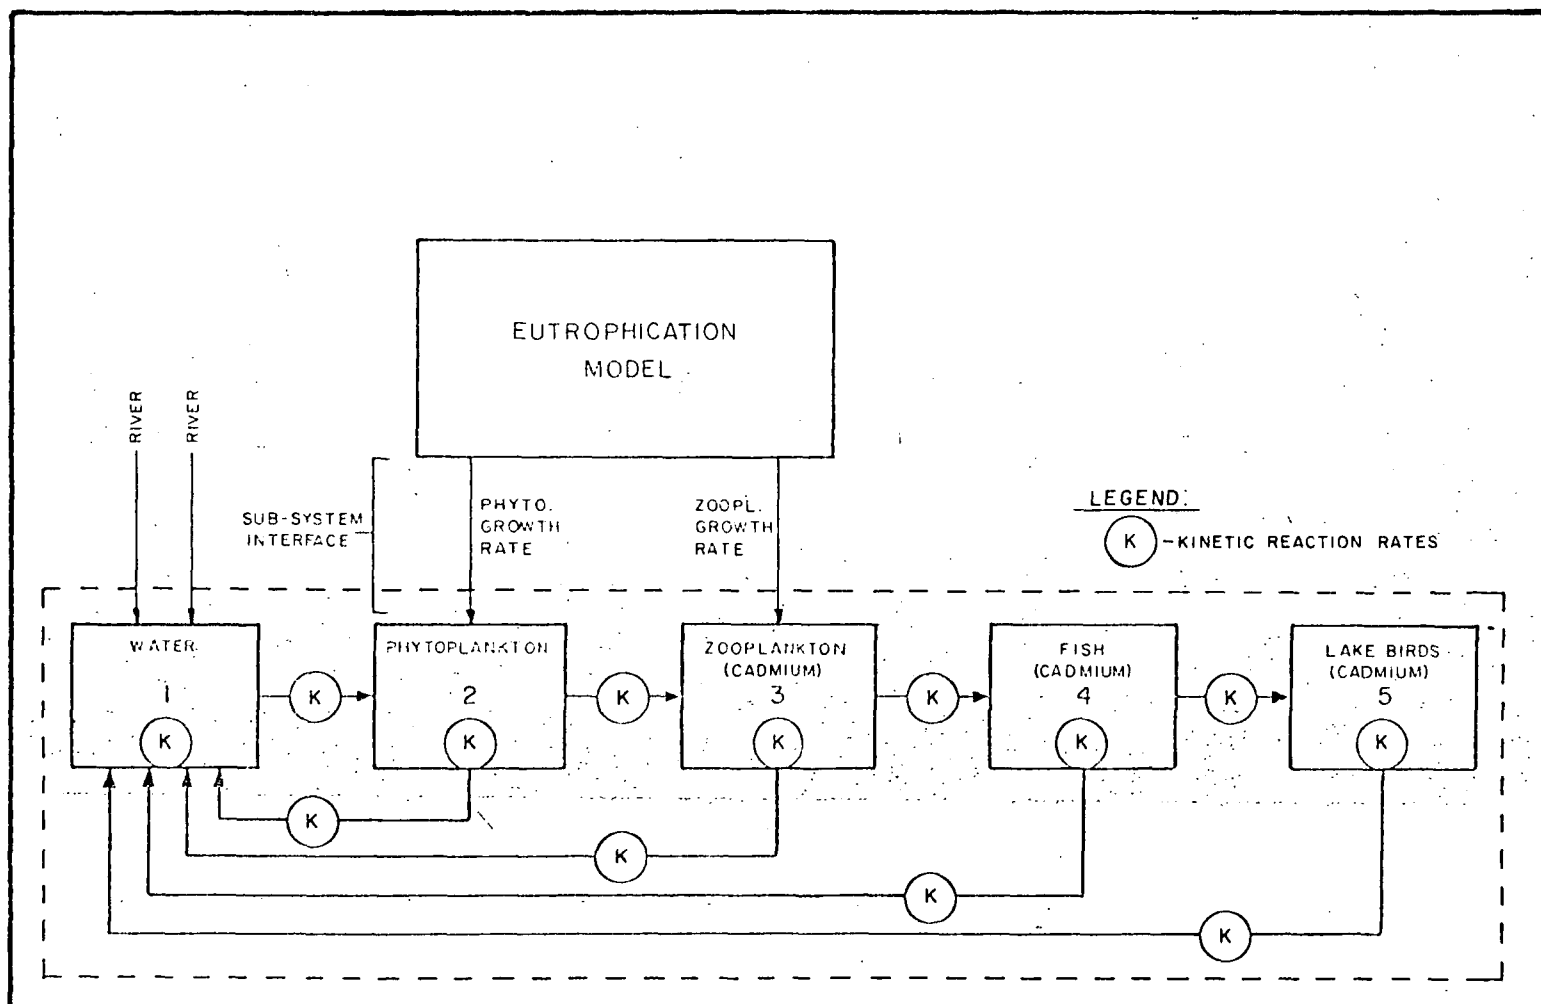 EUTROPHICATION
MODEL
RIVER
RIVER
SUB-SYSTEM
INTERFACE
PHYTO.
GROWTH
RATE
ZOOPL.
GROWTH
RATE
LEGEND:
K - KINETIC REACTION RATES
WATER
1
K
K
PHYTOPLANKTON
2
K
K
ZOOPLANKTON
(CADMIUM)
3
K
K
FISH
(CADMIUM)
4
K
K
LAKE BIRDS
(CADMIUM)
5
K
K
K
K
K